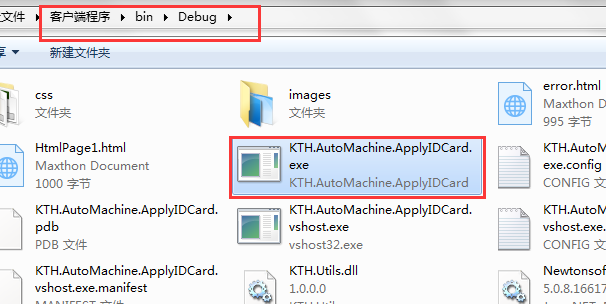 文件 客户端程序 bin Debug
享 新建文件夹
css
文件夹
images
文件夹
error.html
Maxthon Document
995 字节
HtmlPage1.html
Maxthon Document
1000 字节
KTH.AutoMachine.ApplyIDCard.
exe
KTH.AutoMachine.ApplyIDCard
KTH.AutoM
exe.config
CONFIG 文件
KTH.AutoMachine.ApplyIDCard.
pdb
PDB 文件
KTH.AutoMachine.ApplyIDCard.
vshost.exe
vshost32.exe
KTH.AutoM
vshost.exe.
CONFIG 文件
KTH.AutoMachine.ApplyIDCard.
vshost.exe.manifest
MANIFEST 文件
KTH.Utils.dll
1.0.0.0
Newtonsof
5.0.8.16617